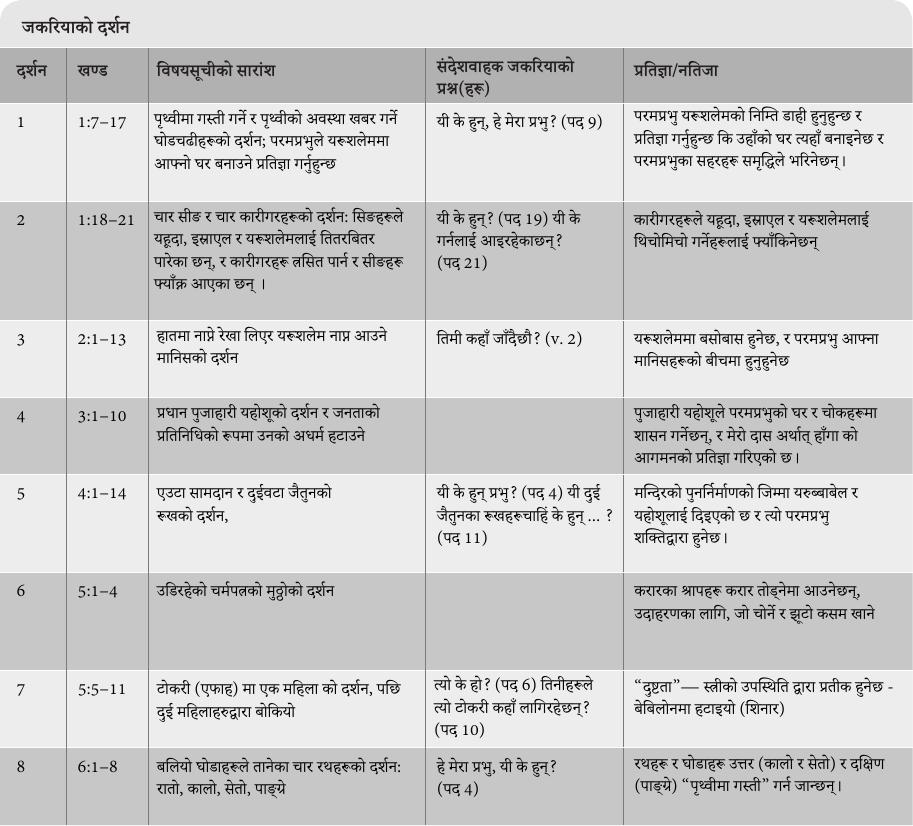 जकरियाको दर्शन
दर्शन
खण्ड
विषयसूचीको सारांश
संदेशवाहक जकरियाको
प्रश्न(हरू)
प्रतिज्ञा/नतिजा
1
1:7–17
पृथ्वीमा गस्ती गर्ने र पृथ्वीको अवस्था खबर गर्ने
घोडचढीहरूको दर्शन; परमप्रभुले यरूशलेममा
आफ्नो घर बनाउने प्रतिज्ञा गर्नुहुन्छ
यी के हुन्, हे मेरा प्रभु? (पद 9)
परमप्रभु यरूशलेमको निम्ति डाही हुनुहुन्छ र
प्रतिज्ञा गर्नुहुन्छ कि उहाँको घर त्यहाँ बनाइनेछ र
परमप्रभुका सहरहरू समृद्धिले भरिनेछन्।
2
1:18–21
चार सीङ र चार कारीगरहरूको दर्शन: सिङहरूले
यहूदा, इस्राएल र यरूशलेमलाई तितरबितर
पारेका छन्, र कारीगरहरू त्रसित पार्न र सीङहरू
फ्याँक्न आएका छन् ।
यी के हुन्? (पद 19) यी के
गर्नलाई आइरहेकाछन्?
(पद 21)
कारीगरहरूले यहूदा, इस्राएल र यरूशलेमलाई
थिचोमिचो गर्नेहरूलाई फ्याँकिनेछन्
3
2:1–13
हातमा नाप्ने रेखा लिएर यरूशलेम नाप्न आउने
मानिसको दर्शन
तिमी कहाँ जाँदैछौ? (v. 2)
यरूशलेममा बसोबास हुनेछ, र परमप्रभु आफ्ना
मानिसहरूको बीचमा हुनुहुनेछ
4
3:1–10
प्रधान पुजाहारी यहोशूको दर्शन र जनताको
प्रतिनिधिको रूपमा उनको अधर्म हटाउने
पुजाहारी यहोशूले परमप्रभुको घर र चोकहरूमा
शासन गर्नेछन्, र मेरो दास अर्थात् हाँगा को
आगमनको प्रतिज्ञा गरिएको छ।
5
4:1–14
एउटा सामदान र दुईवटा जैतुनको
रूखको दर्शन,
यी के हुन् प्रभु? (पद 4) यी दुई
जैतुनका रूखहरूचाहिं के हुन् ... ?
(पद 11)
मन्दिरको पुनर्निर्माणको जिम्मा यरुब्बाबेल र
यहोशूलाई दिइएको छ र त्यो परमप्रभु
शक्तिद्वारा हुनेछ।
6
5:1–4
उडिरहेको चर्मपत्रको मुठ्ठोको दर्शन
करारका श्रापहरू करार तोड्नेमा आउनेछन्,
उदाहरणका लागि, जो चोर्ने र झूटो कसम खाने
7
5:5–11
टोकरी (एफाह) मा एक महिला को दर्शन, पछि
दुई महिलाहरुद्वारा बोकियो
त्यो के हो? (पद 6) तिनीहरूले
त्यो टोकरी कहाँ लागिरहेछन्?
(पद 10)
“दुष्टता”— स्त्रीको उपस्थिति द्वारा प्रतीक हुनेछ -
बेबिलोनमा हटाइयो (शिनार)
8
6:1–8
बलियो घोडाहरूले तानेका चार रथहरूको दर्शन:
रातो, कालो, सेतो, पाङ्ग्रे
हे मेरा प्रभु, यी के हुन्?
(पद 4)
रथहरू र घोडाहरू उत्तर (कालो र सेतो) र दक्षिण
(पाङ्ग्रे) “पृथ्वीमा गस्ती” गर्न जान्छन्।